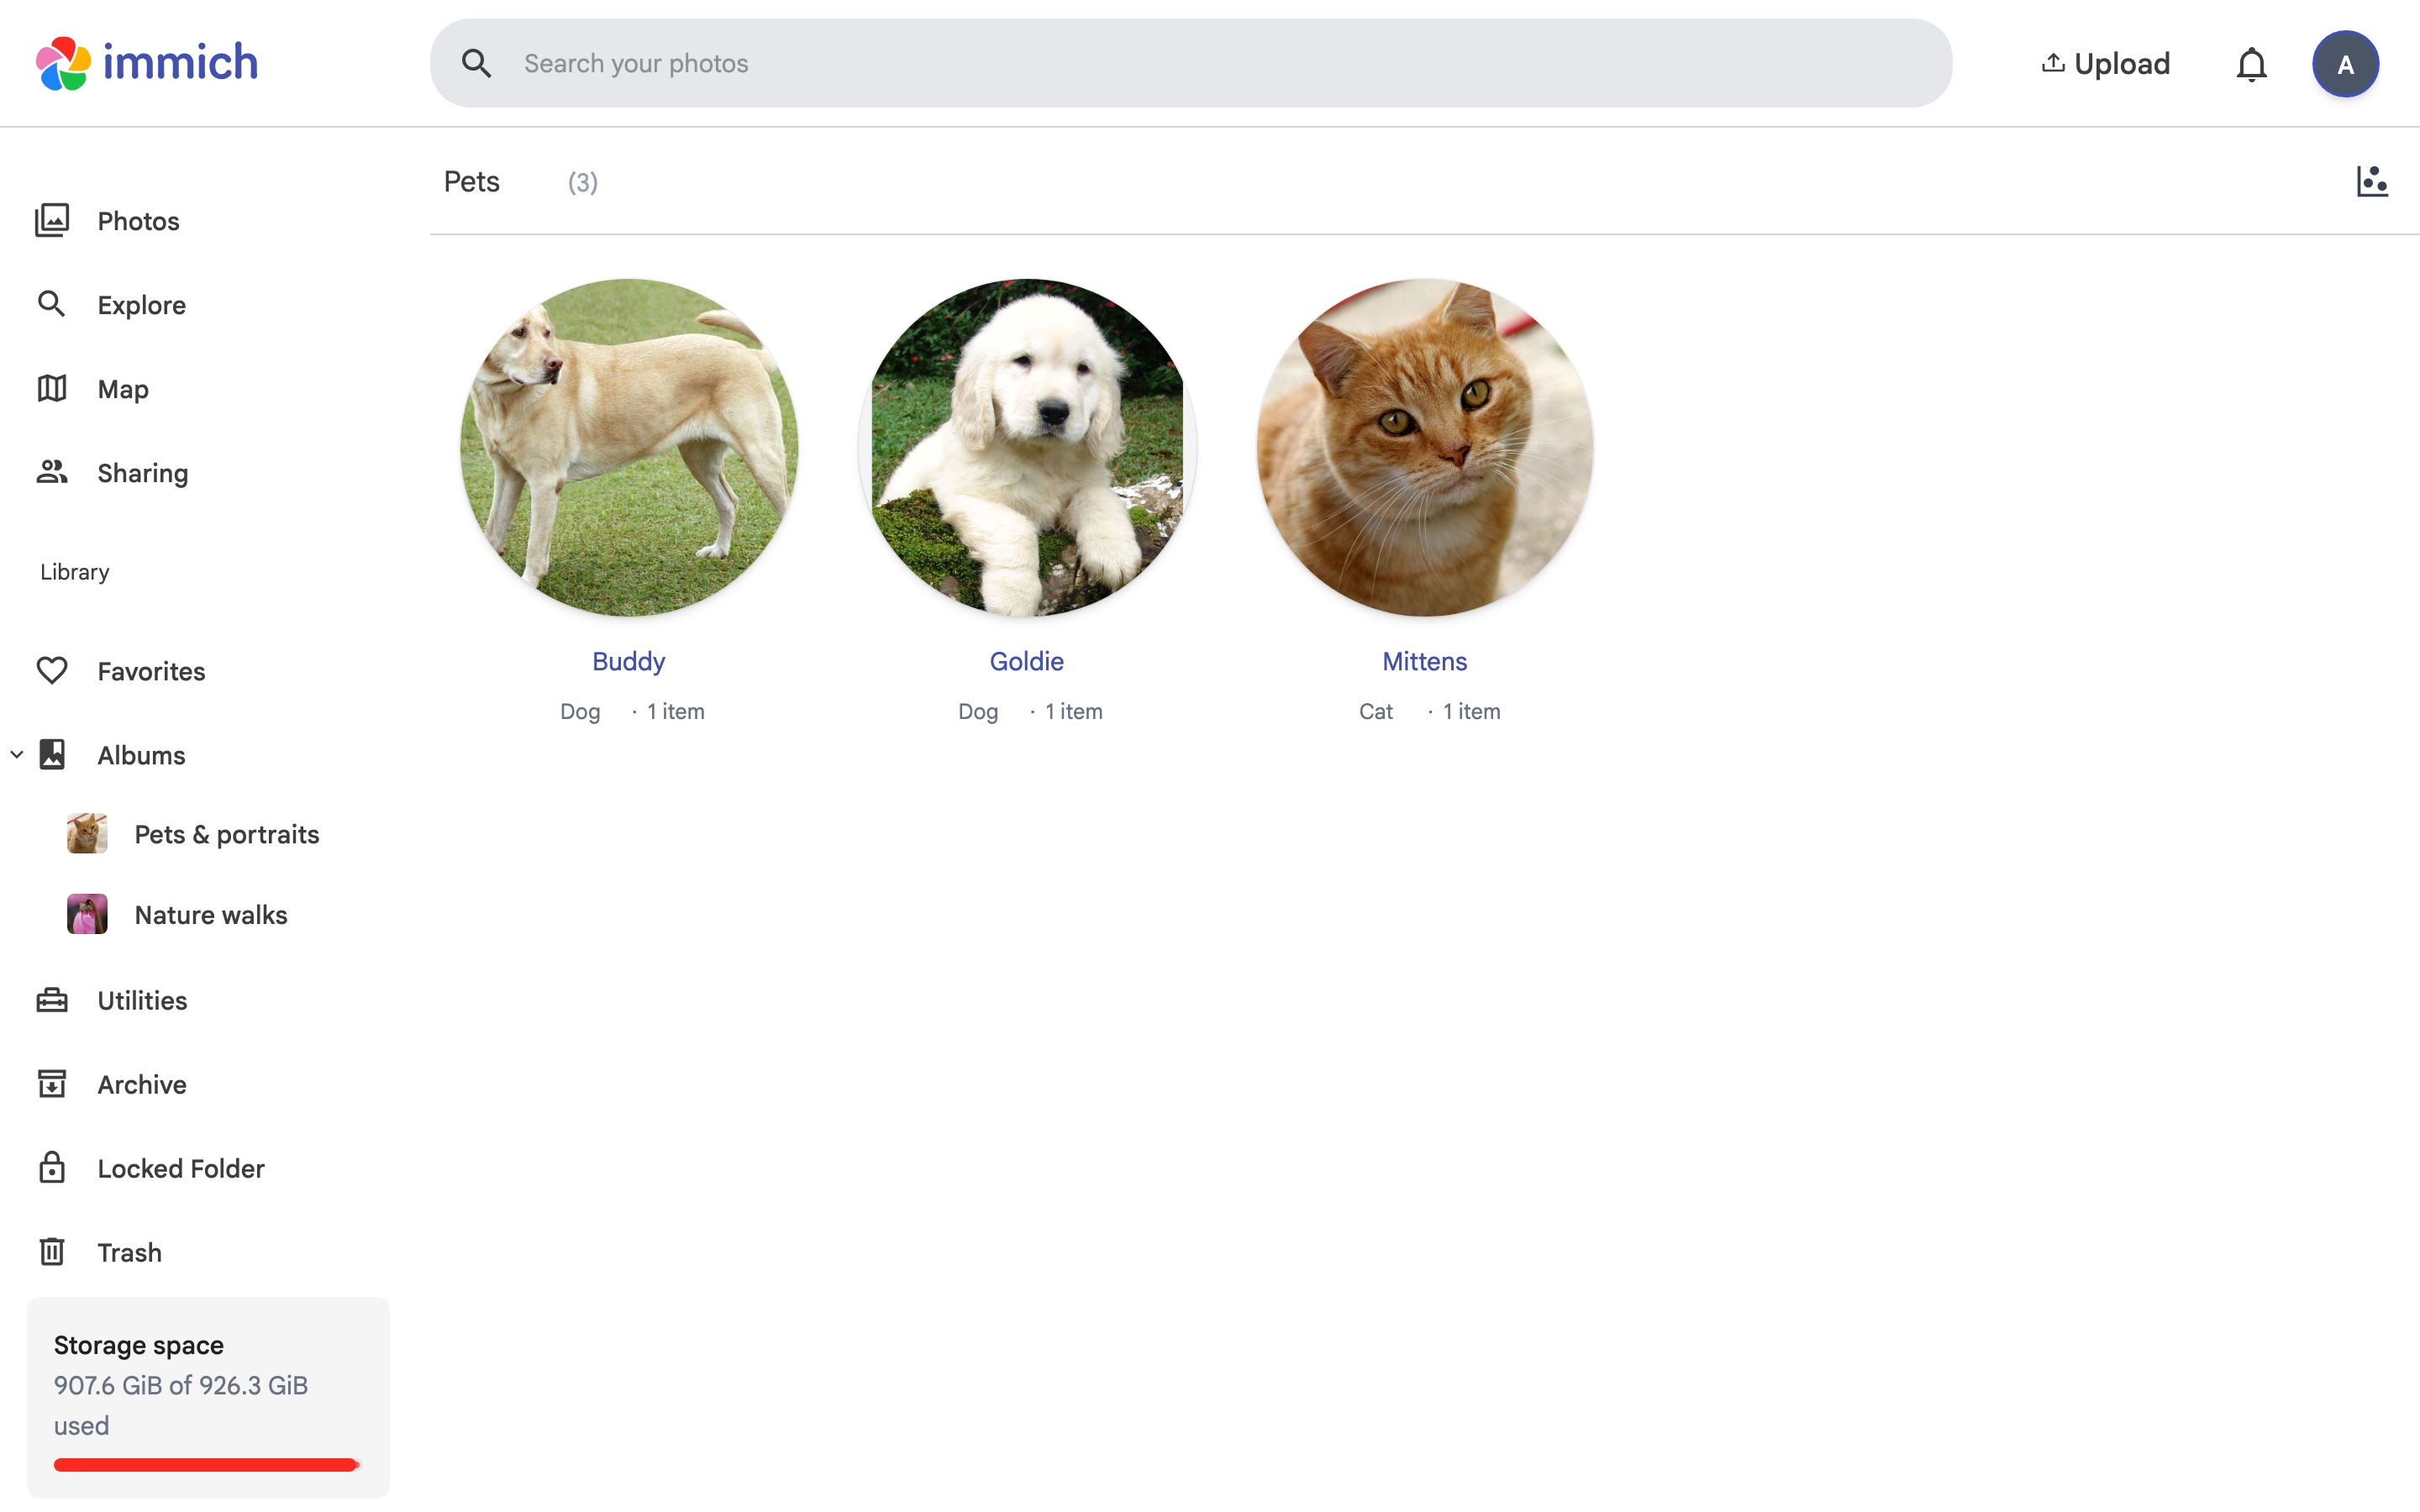 immich
Search your photos
Upload
A
Pets (3)
Photos
Explore
Map
Sharing
Library
Favorites
Albums
Pets & portraits
Nature walks
Utilities
Archive
Locked Folder
Trash
Storage space
907.6 GiB of 926.3 GiB
used
Buddy
Dog · 1 item
Goldie
Dog · 1 item
Mittens
Cat · 1 item